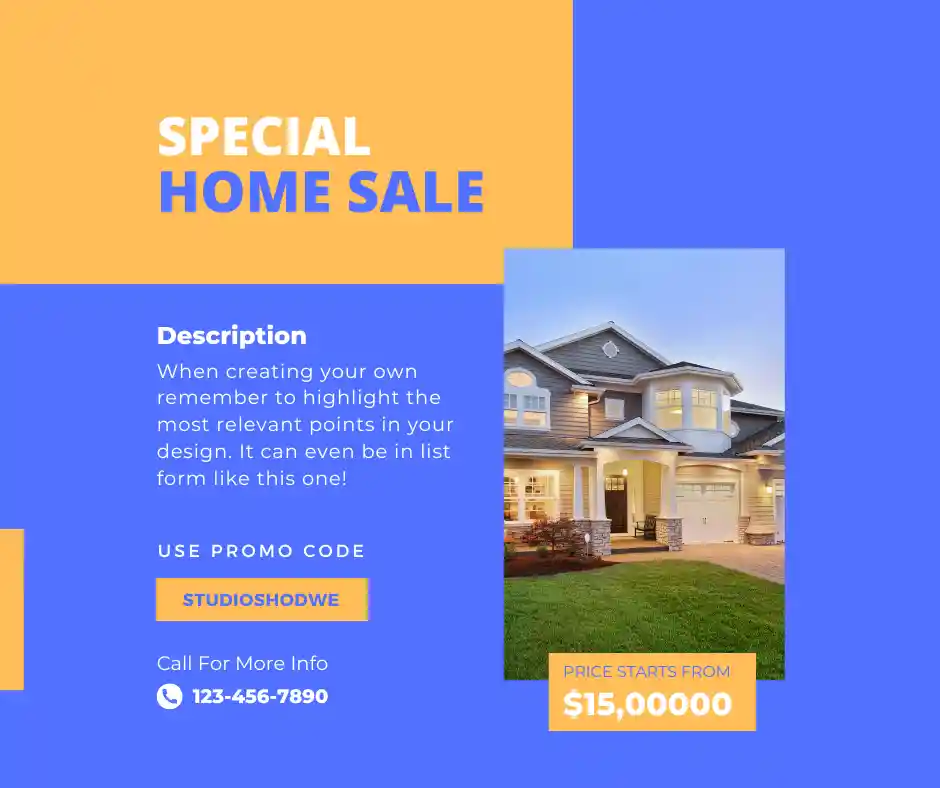 SPECIAL
HOME SALE
Description
When creating your own
remember to highlight the
most relevant points in your
design. It can even be in list
form like this one!
USE PROMO CODE
STUDIOSHODWE
Call For More Info
123-456-7890
PRICE STARTS FROM
$15,00000